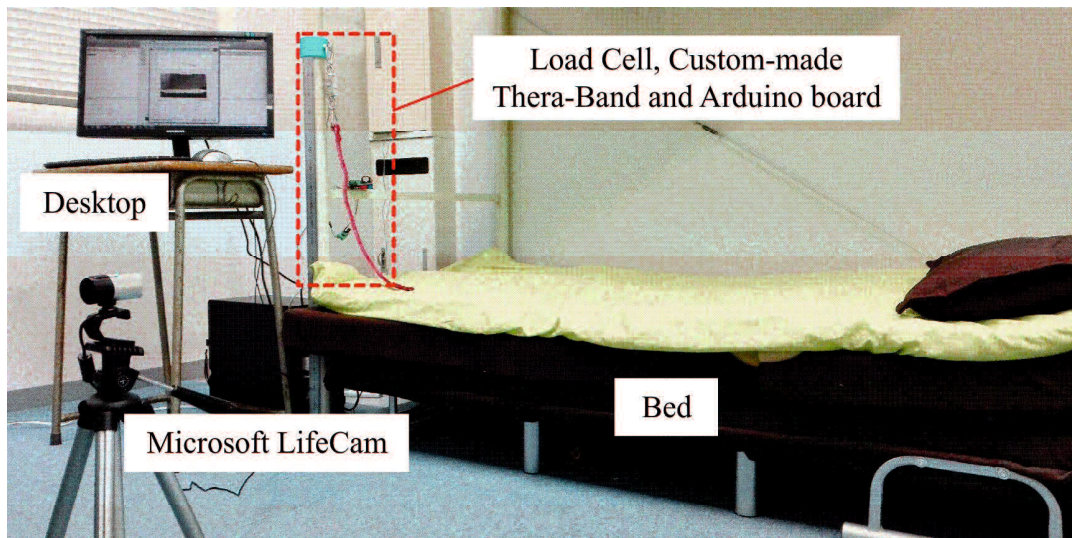 Load Cell, Custom-made
Thera-Band and Arduino board
Desktop
Microsoft LifeCam
Bed